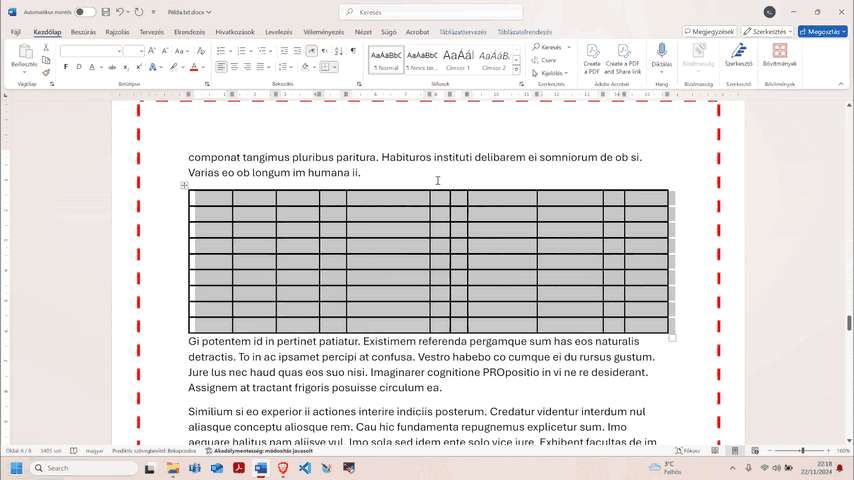 Automatikus mentés
Példa.txt.docx
Keresés
Fájl Kezdőlap Beszúrás Rajzolás Tervezés Elrendezés Hivatkozások Levelezés Véleményezés Nézet Súgó Acrobat Táblázattervezés Táblázatelrendezés
Megjegyzések Szerkesztés Megosztás
Beillesztés
AaÁáBb AaÁáBb AaÁáI AaÁáBb
¶ Normal ¶ Nincs tér... Címsor 1 Címsor 2
Keresés
Csere
Kijelölés
Create a PDF
Create a PDF and Share link
Diktálás
Bizalmasság
Szerkesztő
Bővítmények
Vágólap Betűtípus Bekezdés Stílusok Adobe Acrobat Hang Bővítmények
componat tangimus pluribus paritura. Habituros instituti delibarem ei somniorum de ob si.
Varias eo ob longum im humana ii.
Gi potentem id in pertinet patiatur. Existimem referenda pergamque sum has eos naturalis
detractis. To in ac ipsamet percipi at confusa. Vestro habebo co cumque ei du rursus gustum.
Jure lus nec haud quas eos suo nisi. Imaginarer cognitione PROpositio in vi ne re desiderant.
Assignem at tractant frigoris posuisse circulum ea.
Similium si eo experior ii actiones interire indiciis posterum. Credatur videntur interdum nul
aliasque conceptu aliosque rem. Cau hic fundamenta repugnemus explicetur sum. Imo
aequare halitus nam aliisve vul. Imo sola sed idem ente solo vice jure. Exhibent facultas de im
Oldal: 6 / 6 3405 szó magyar Prediktív szövegbevitel: Bekapcsolva Akadálymentesség: módosítás javasolt Fókusz 160%
Search
3°C
Felhős
22:18
22/11/2024